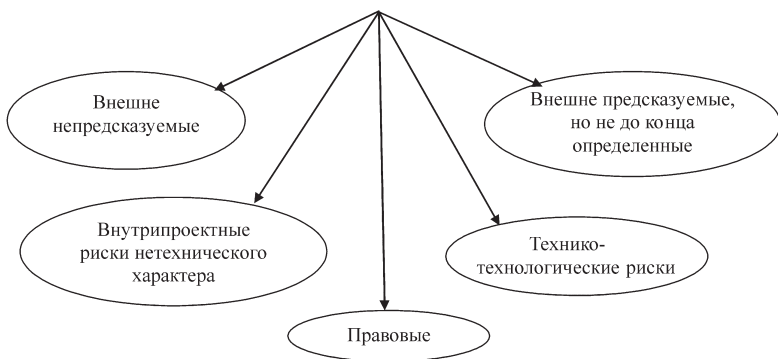 Внешне
непредсказуемые
Внешне предсказуемые,
но не до конца
определенные
Внутрипроектные
риски нетехнического
характера
Технико-
технологические риски
Правовые